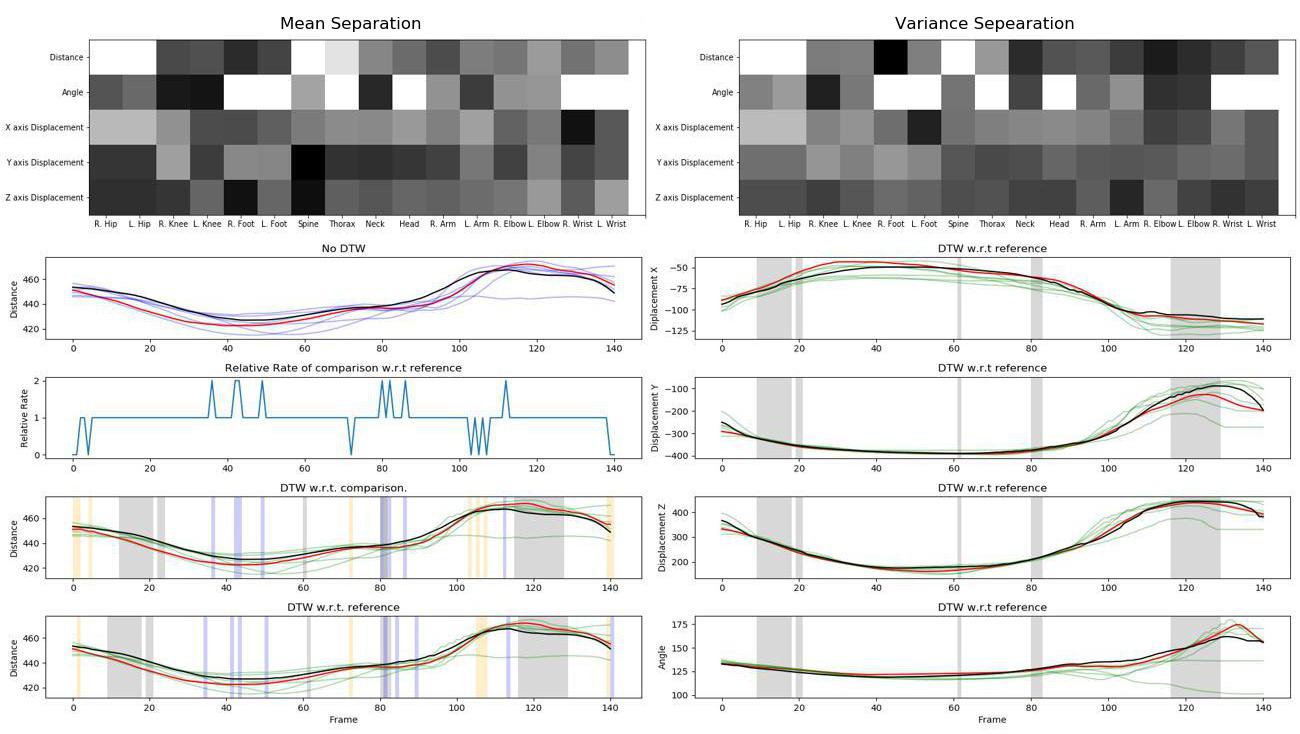 Mean Separation
Variance Sepearation
Distance
Angle
X axis Displacement
Y axis Displacement
Z axis Displacement
R. Hip L. Hip R. Knee L. Knee R. Foot L. Foot Spine Thorax Neck Head R. Arm L. Arm R. Elbow L. Elbow R. Wrist L. Wrist
Distance
Angle
X axis Displacement
Y axis Displacement
Z axis Displacement
R. Hip L. Hip R. Knee L. Knee R. Foot L. Foot Spine Thorax Neck Head R. Arm L. Arm R. Elbow L. Elbow R. Wrist L. Wrist
No DTW
Distance
460
440
420
0 20 40 60 80 100 120 140
Relative Rate of comparison w.r.t reference
Relative Rate
2
1
0
0 20 40 60 80 100 120 140
DTW w.r.t. comparison.
Distance
460
440
420
0 20 40 60 80 100 120 140
DTW w.r.t. reference
Distance
460
440
420
0 20 40 60 80 100 120 140
Frame
DTW w.r.t reference
Diplacement X
−50
−75
−100
−125
0 20 40 60 80 100 120 140
DTW w.r.t reference
Displacement Y
−100
−200
−300
−400
0 20 40 60 80 100 120 140
DTW w.r.t reference
Displacement Z
400
300
200
0 20 40 60 80 100 120 140
DTW w.r.t reference
Angle
175
150
125
100
0 20 40 60 80 100 120 140
Frame